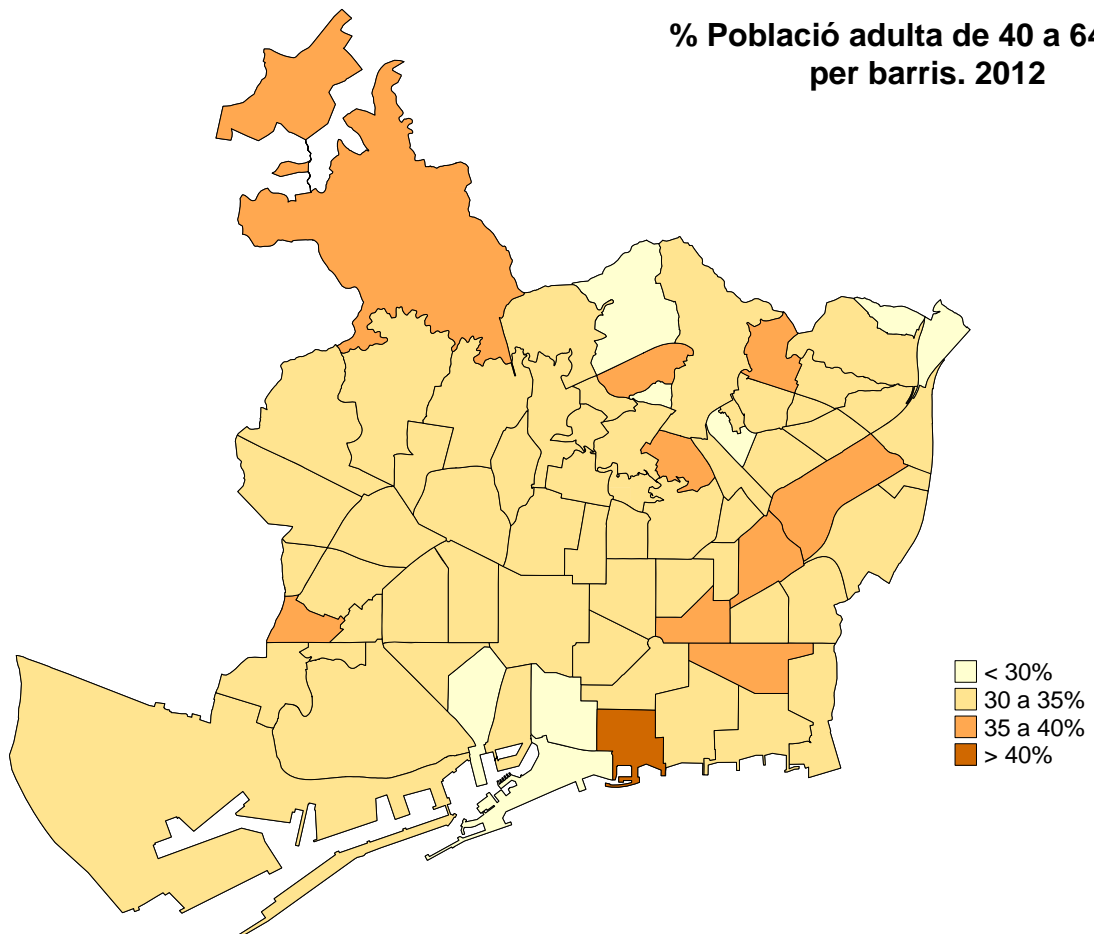 % Població adulta de 40 a 64
per barris. 2012
< 30%
30 a 35%
35 a 40%
> 40%